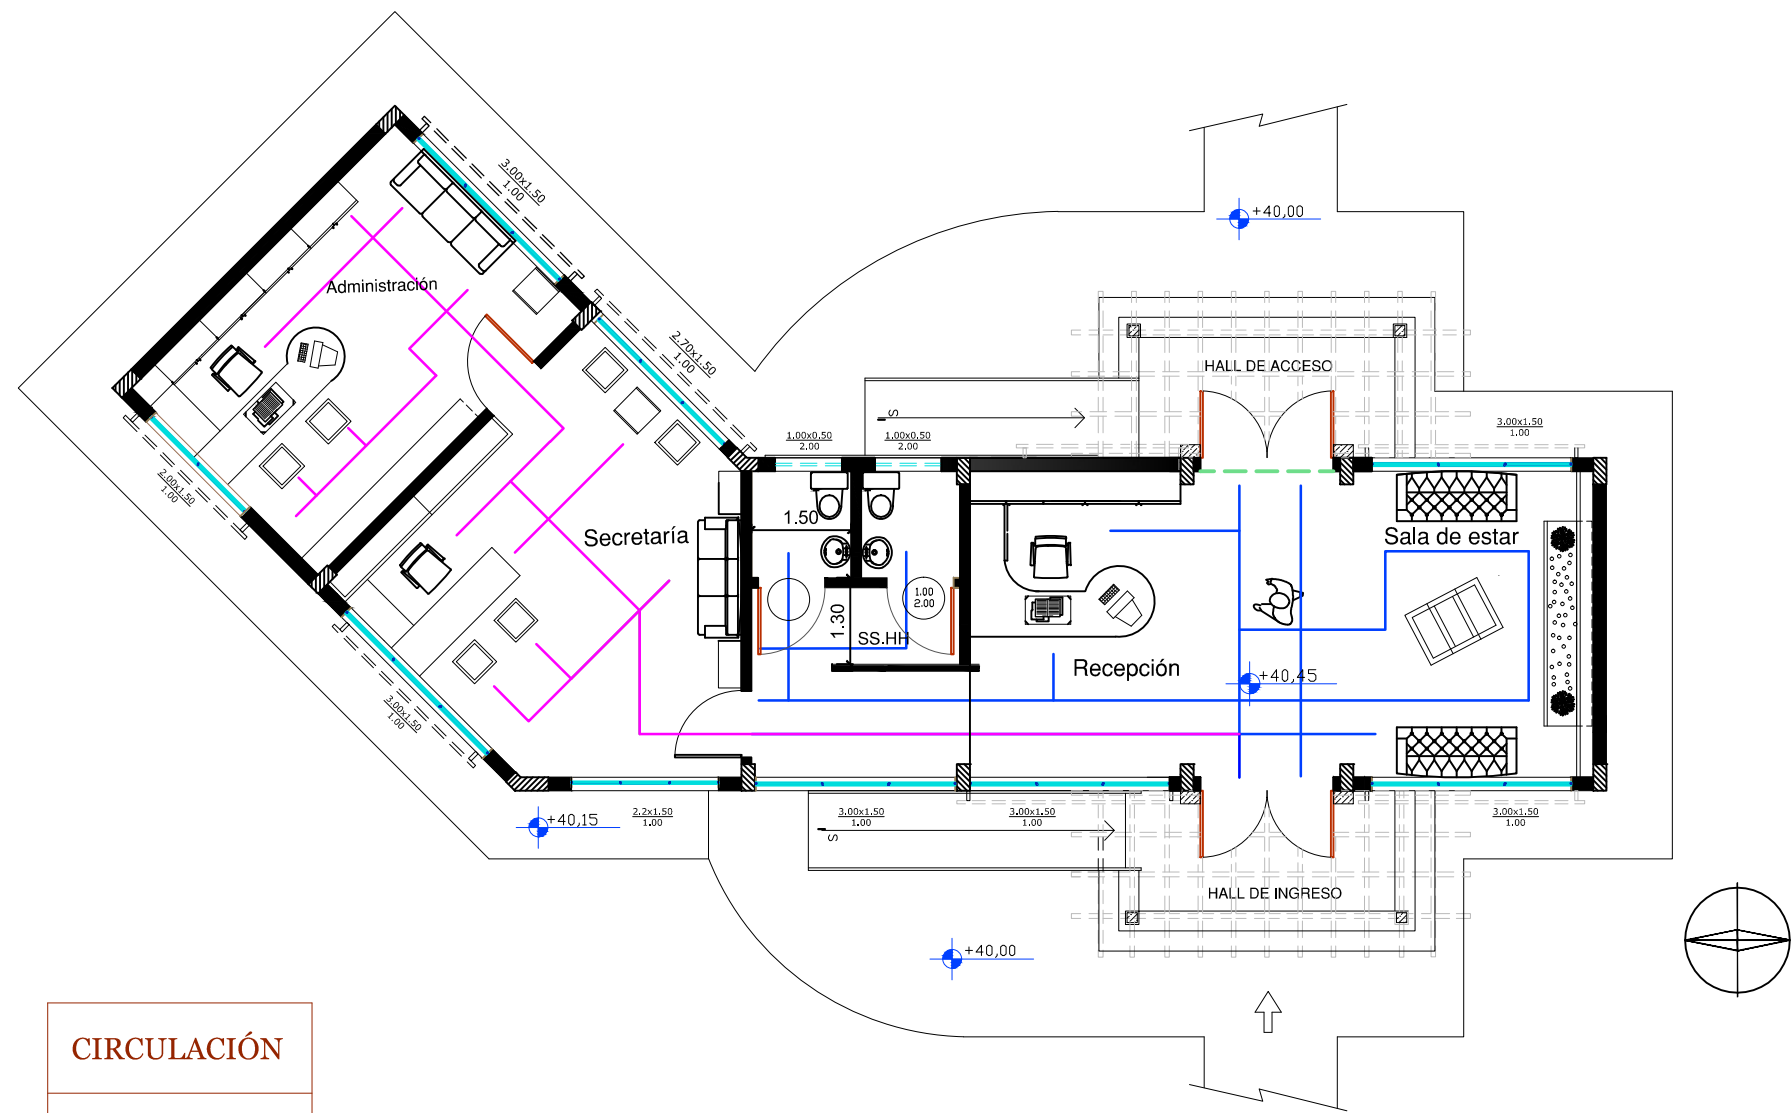 3.00x1.50
1.00
+40,00
Administración
2.70x1.50
1.00
HALL DE ACCESO
S
1.00x0.50
2.00
1.00x0.50
2.00
3.00x1.50
1.00
2.00x1.50
1.00
1.50
Secretaría
Sala de estar
1.00
2.00
1.30
SS.HH
Recepción
+40,45
3.00x1.50
1.00
+40,15
2.2x1.50
1.00
3.00x1.50
1.00
3.00x1.50
1.00
3.00x1.50
1.00
S
HALL DE INGRESO
+40,00
CIRCULACIÓN